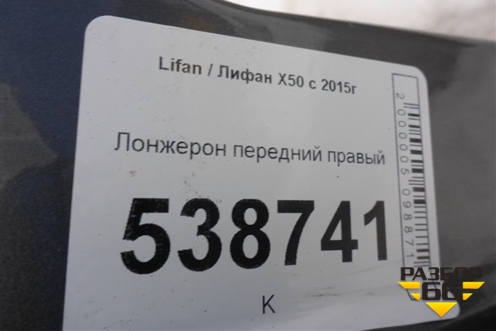 Lifan / Лифан X50 с 2015г
Лонжерон передний правый
538741
К
РАЗБОР
66